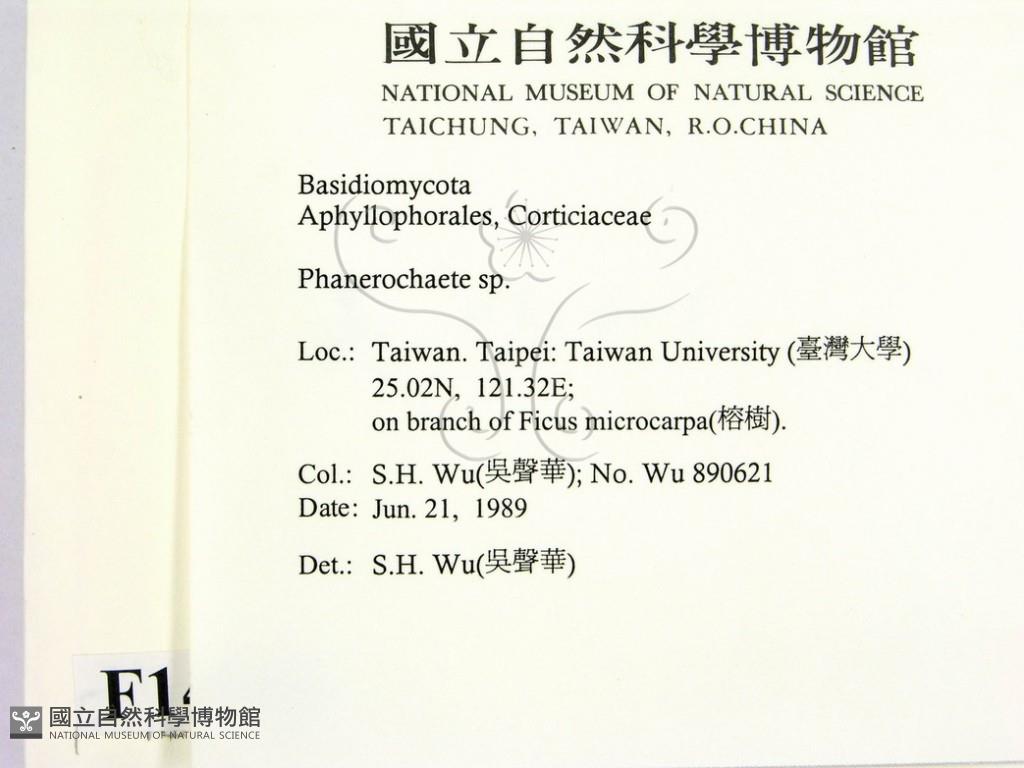 國立自然科學博物館
NATIONAL MUSEUM OF NATURAL SCIENCE
TAICHUNG, TAIWAN, R.O.CHINA
Basidiomycota
Aphyllophorales, Corticiaceae
Phanerochaete sp.
Loc.: Taiwan. Taipei: Taiwan University (臺灣大學)
25.02N, 121.32E;
on branch of Ficus microcarpa(榕樹).
Col.: S.H. Wu(吳聲華); No. Wu 890621
Date: Jun. 21, 1989
Det.: S.H. Wu(吳聲華)
國立自然科學博物館
NATIONAL MUSEUM OF NATURAL SCIENCE